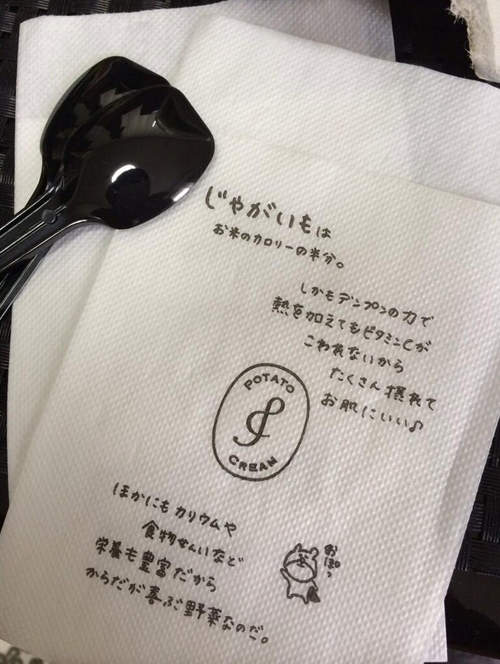 じゃがいもは
お米のカロリーの半分。
しかもデンプンの力で
熱を加えてもビタミンCが
こわれないから
たくさん摂れて
お肌にいい♪
POTATO
CREAM
ほかにもカリウムや
食物せんいなど
栄養も豊富だから
からだが喜ぶ野菜なのだ。
おぽっ